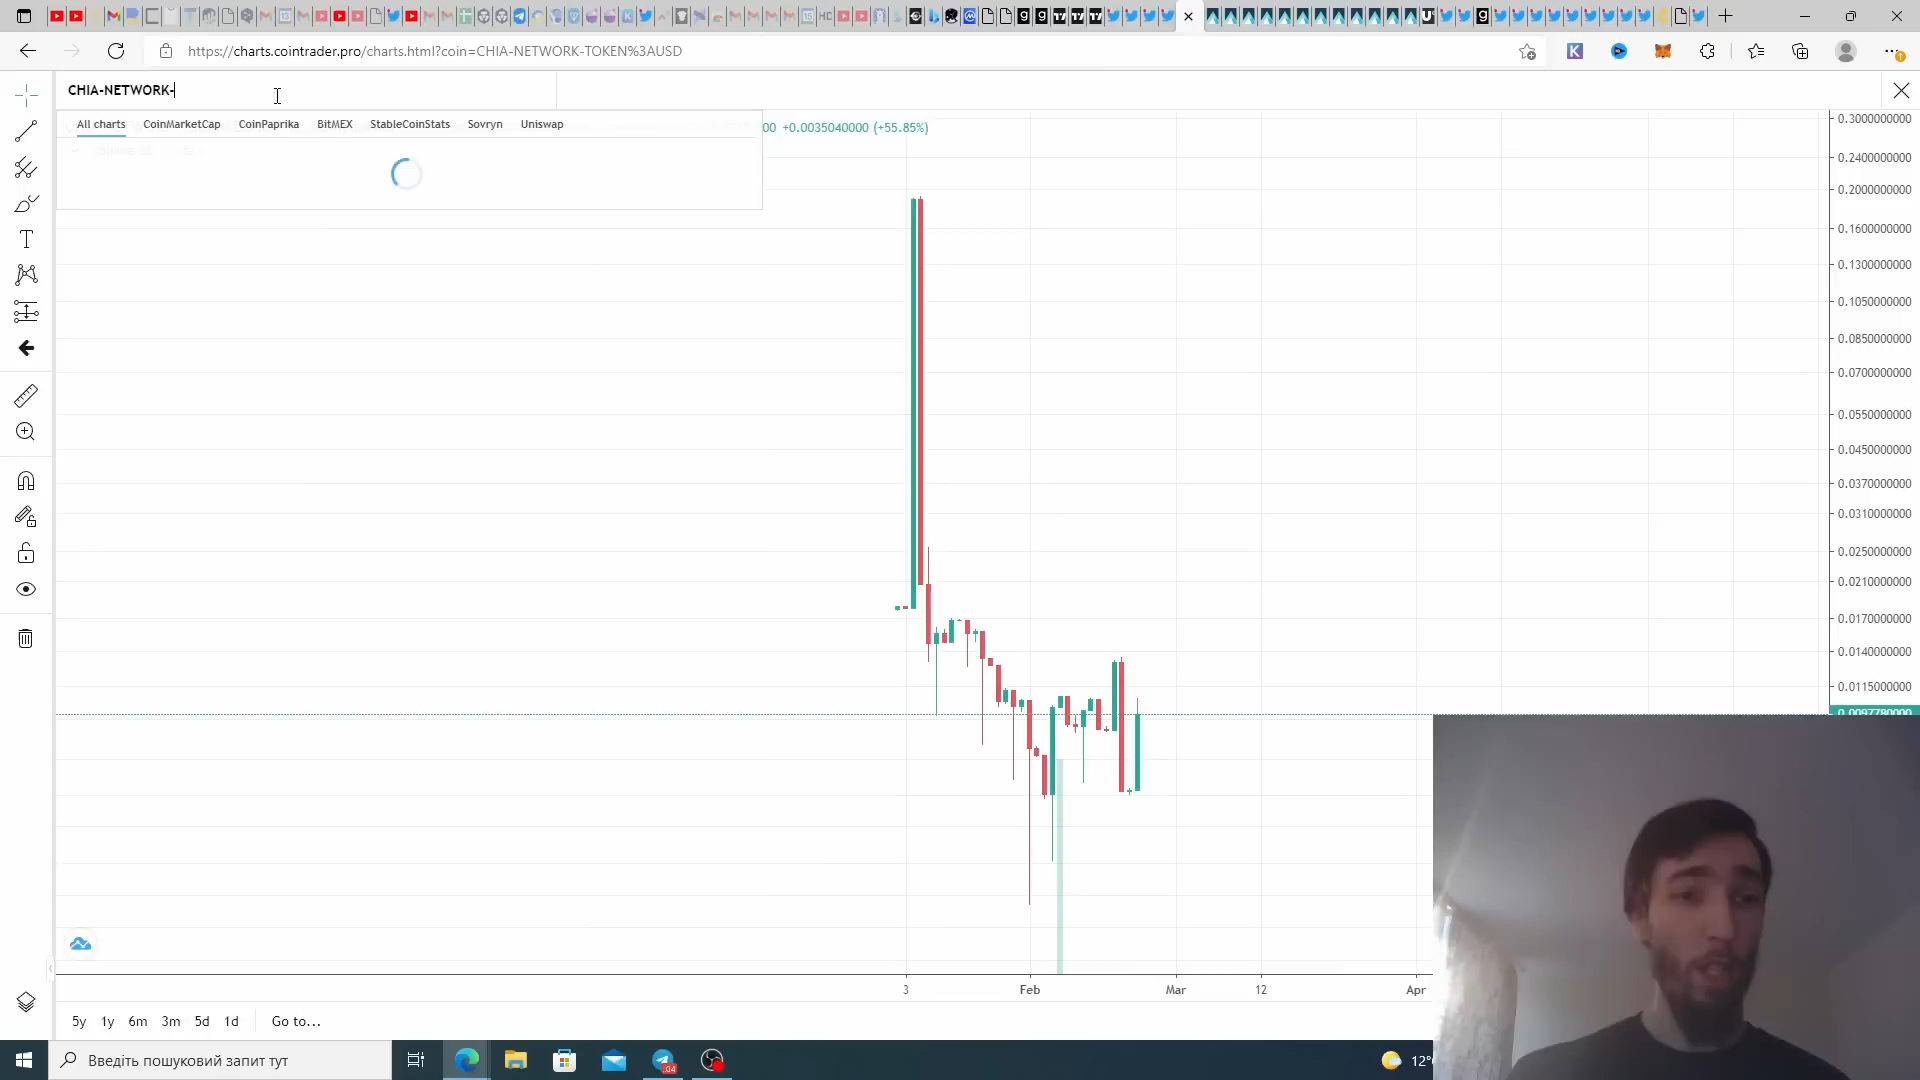 https://charts.cointrader.pro/charts.html?coin=CHIA-NETWORK-TOKEN%3AUSD
CHIA-NETWORK-
All charts CoinMarketCap CoinPaprika BitMEX StableCoinStats Sovryn Uniswap
00 +0.0035040000 (+55.85%)
0.3000000000
0.2400000000
0.2000000000
0.1600000000
0.1300000000
0.1050000000
0.0850000000
0.0700000000
0.0550000000
0.0450000000
0.0370000000
0.0310000000
0.0250000000
0.0210000000
0.0170000000
0.0140000000
0.0115000000
0.0097780000
3 Feb Mar 12 Apr
5y 1y 6m 3m 5d 1d Go to...
Введіть пошуковий запит тут
.04
12°